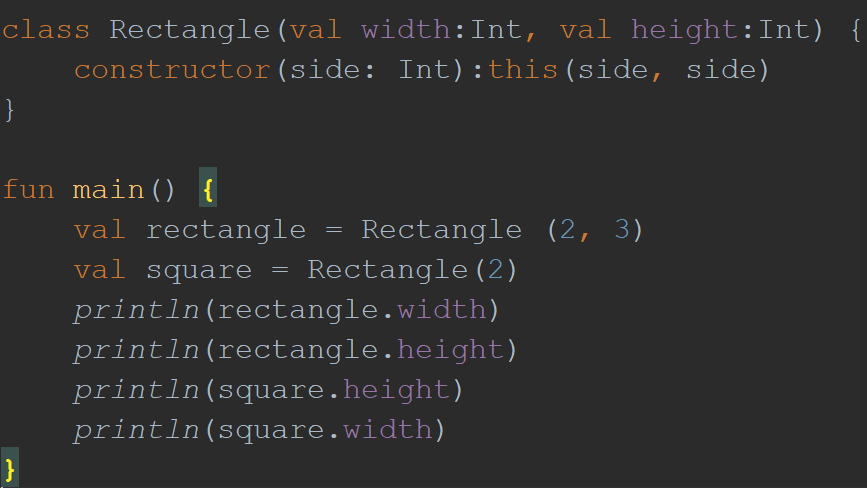 class Rectangle(val width:Int, val height:Int) {
    constructor(side: Int):this(side, side)
}

fun main() {
    val rectangle = Rectangle (2, 3)
    val square = Rectangle(2)
    println(rectangle.width)
    println(rectangle.height)
    println(square.height)
    println(square.width)
}